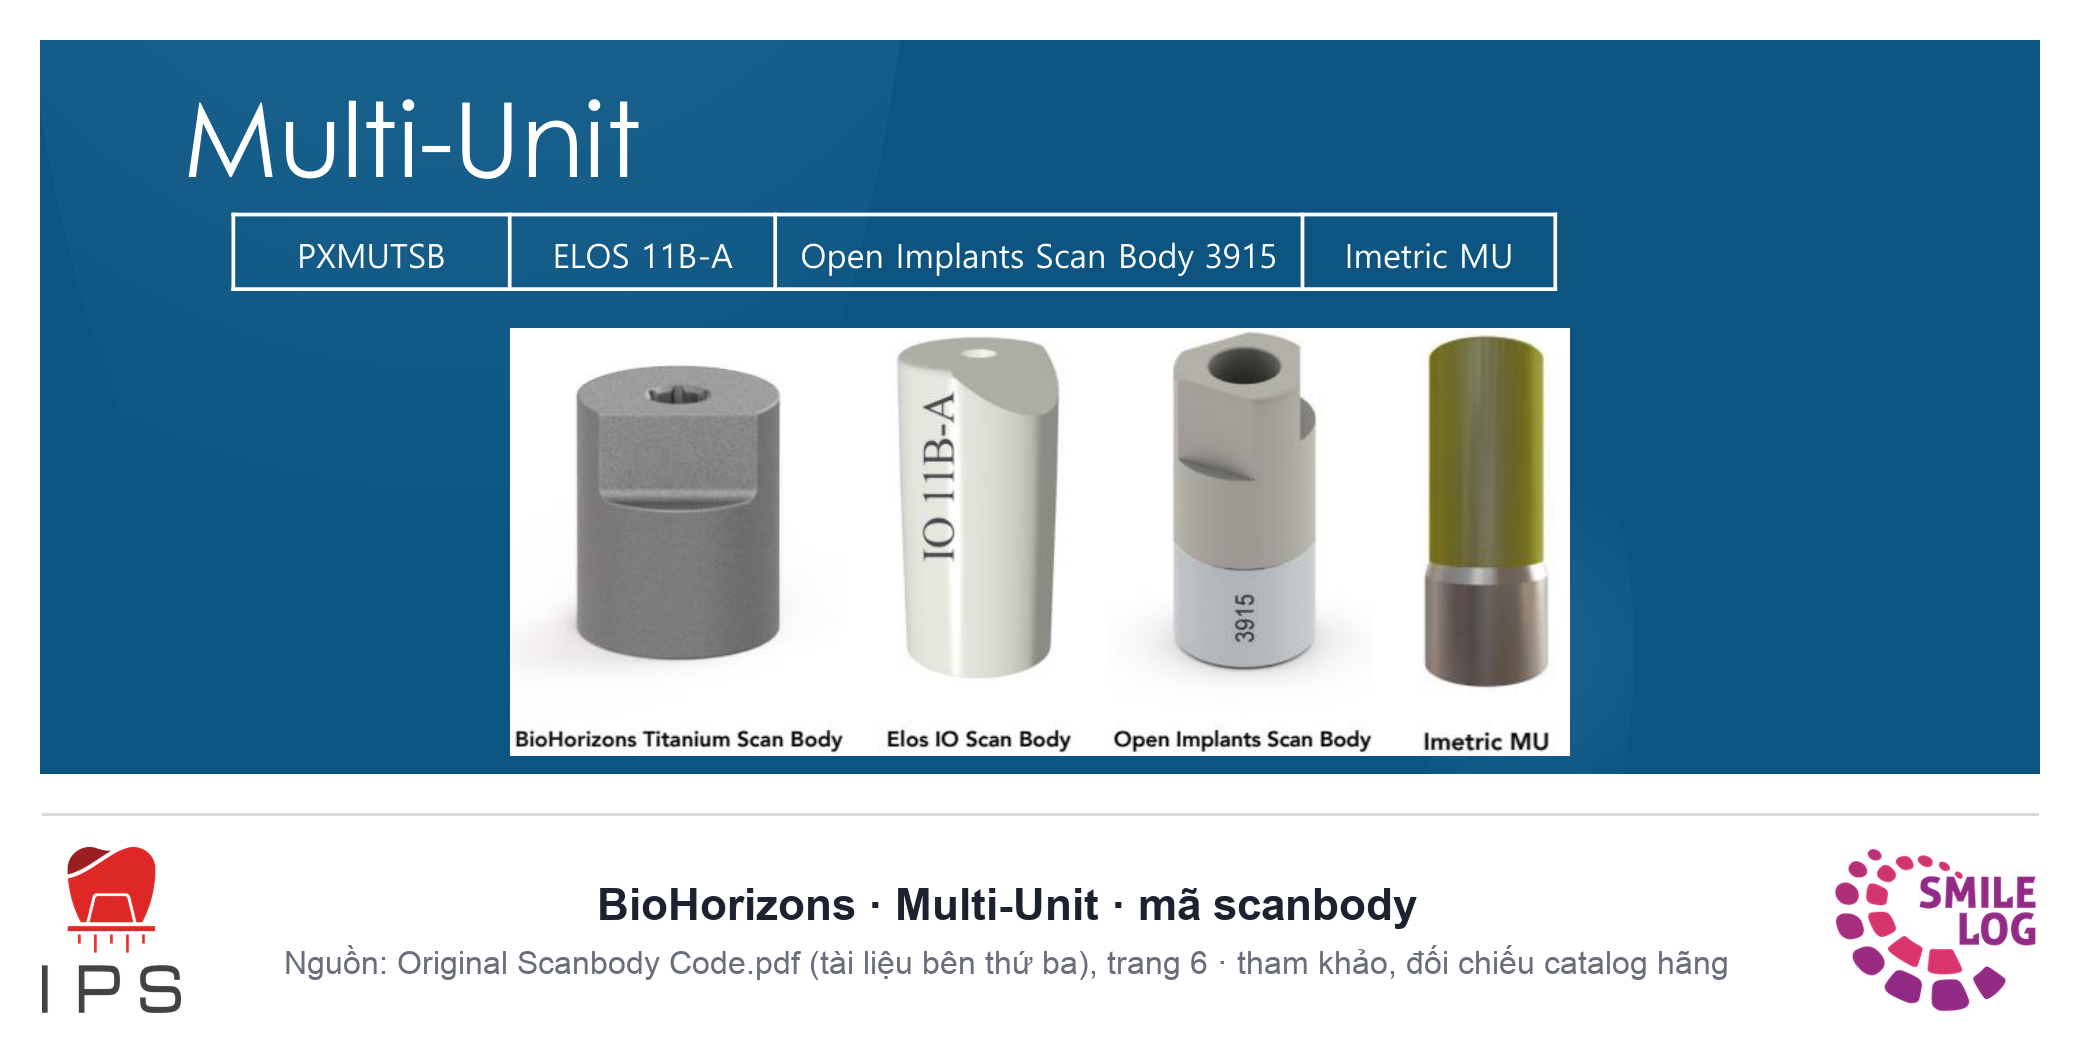 Multi-Unit
PXMUTSB ELOS 11B-A Open Implants Scan Body 3915 Imetric MU
IO 11B-A
3915
BioHorizons Titanium Scan Body Elos IO Scan Body Open Implants Scan Body Imetric MU
BioHorizons · Multi-Unit · mã scanbody
Nguồn: Original Scanbody Code.pdf (tài liệu bên thứ ba), trang 6 · tham khảo, đối chiếu catalog hãng
IPS
SMILE
LOG